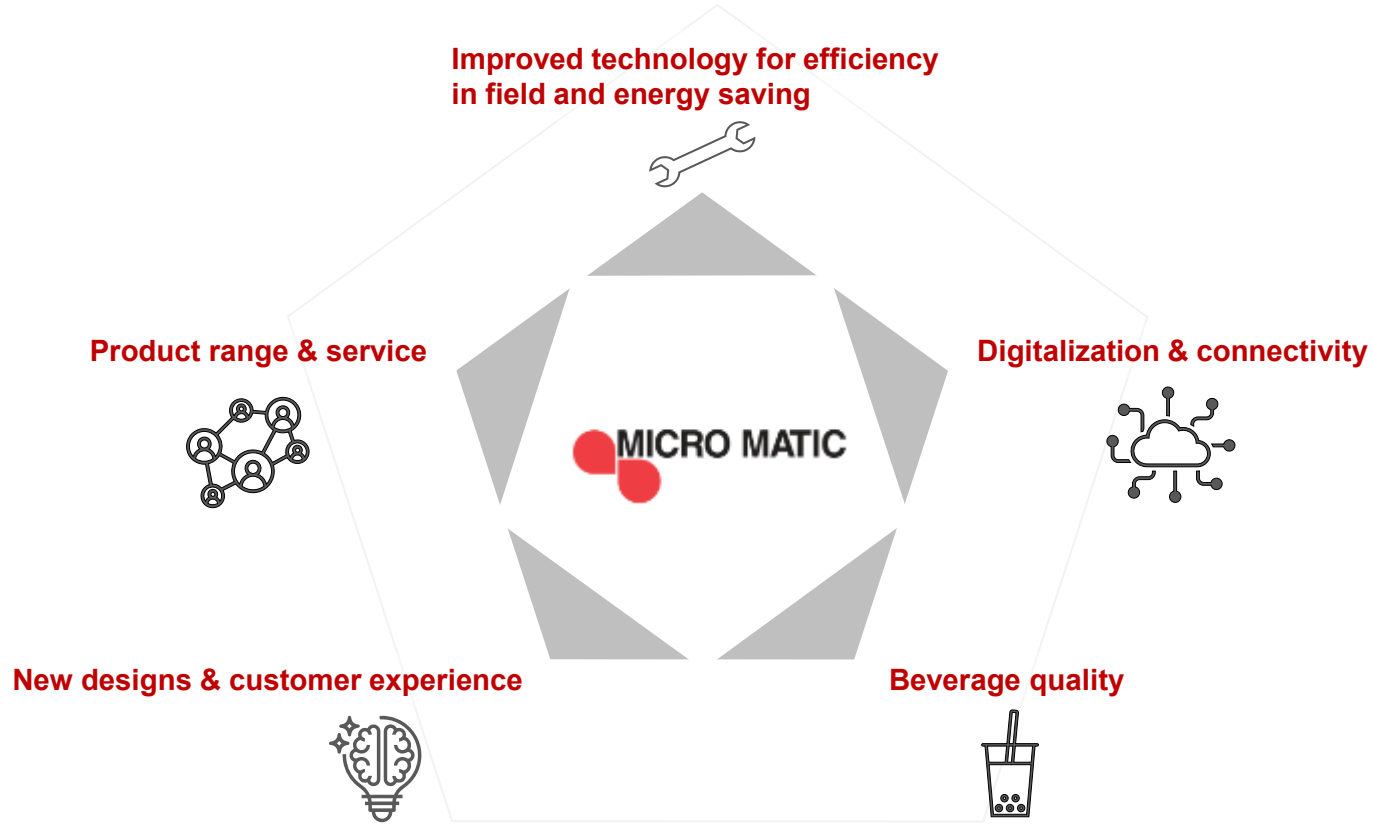 Improved technology for efficiency
in field and energy saving
Product range & service
Digitalization & connectivity
MICRO MATIC
New designs & customer experience
Beverage quality